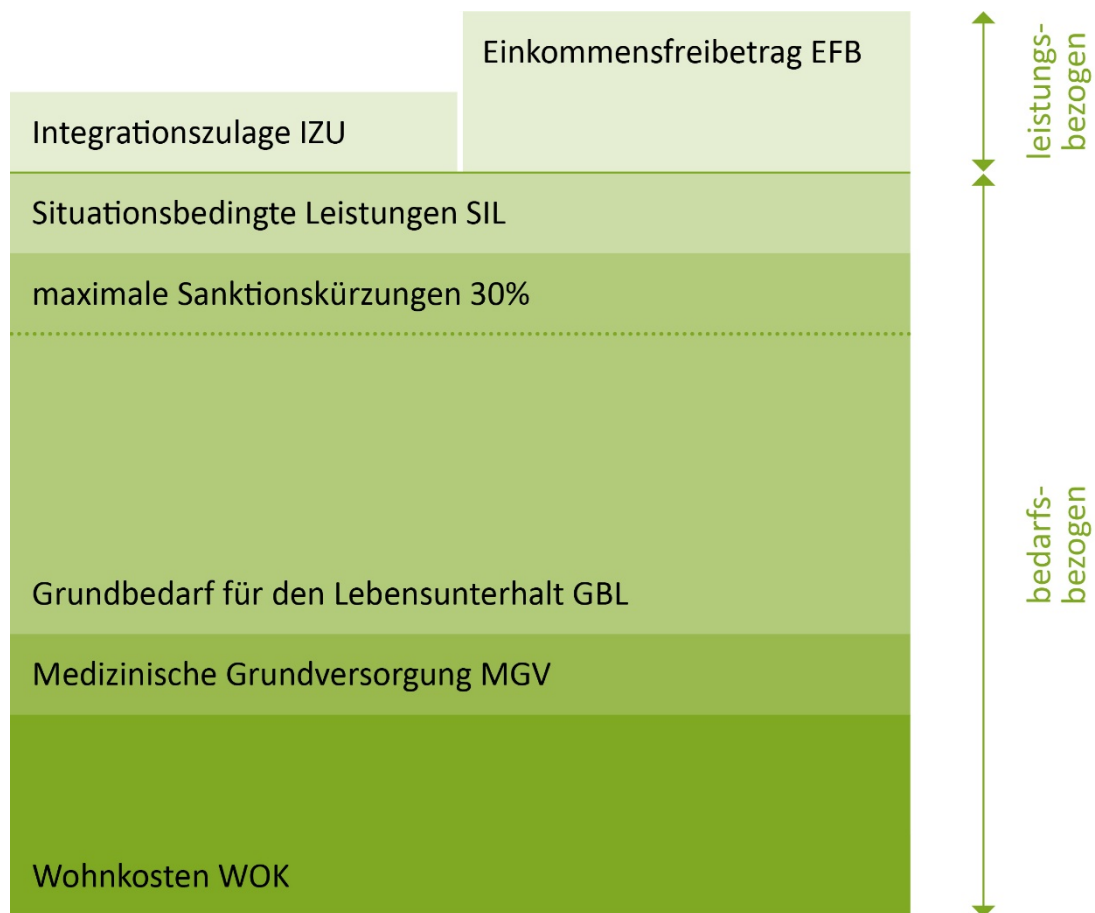 Einkommensfreibetrag EFB
Integrationszulage IZU
leistungs-
bezogen
Situationsbedingte Leistungen SIL
maximale Sanktionskürzungen 30%
Grundbedarf für den Lebensunterhalt GBL
bedarfs-
bezogen
Medizinische Grundversorgung MGV
Wohnkosten WOK